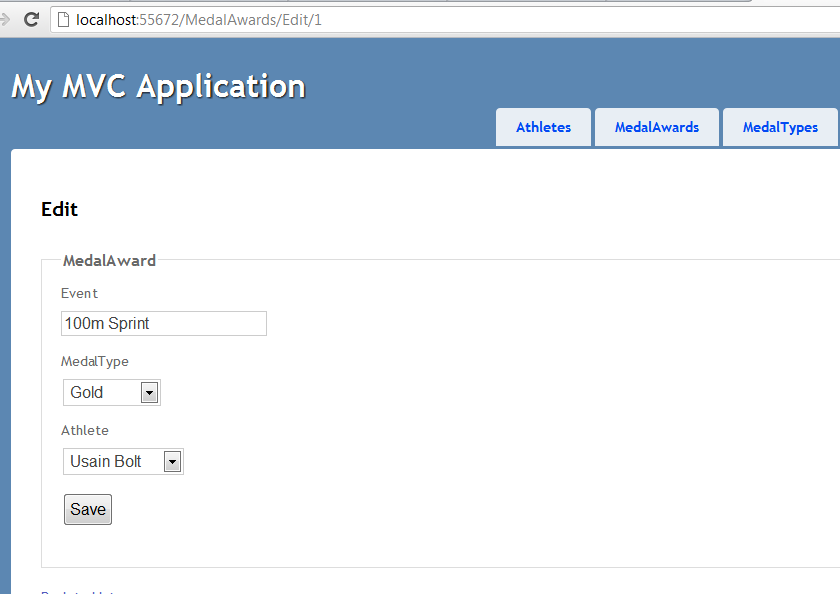 localhost:55672/MedalAwards/Edit/1
My MVC Application
Athletes MedalAwards MedalTypes
Edit
MedalAward
Event
100m Sprint
MedalType
Gold
Athlete
Usain Bolt
Save